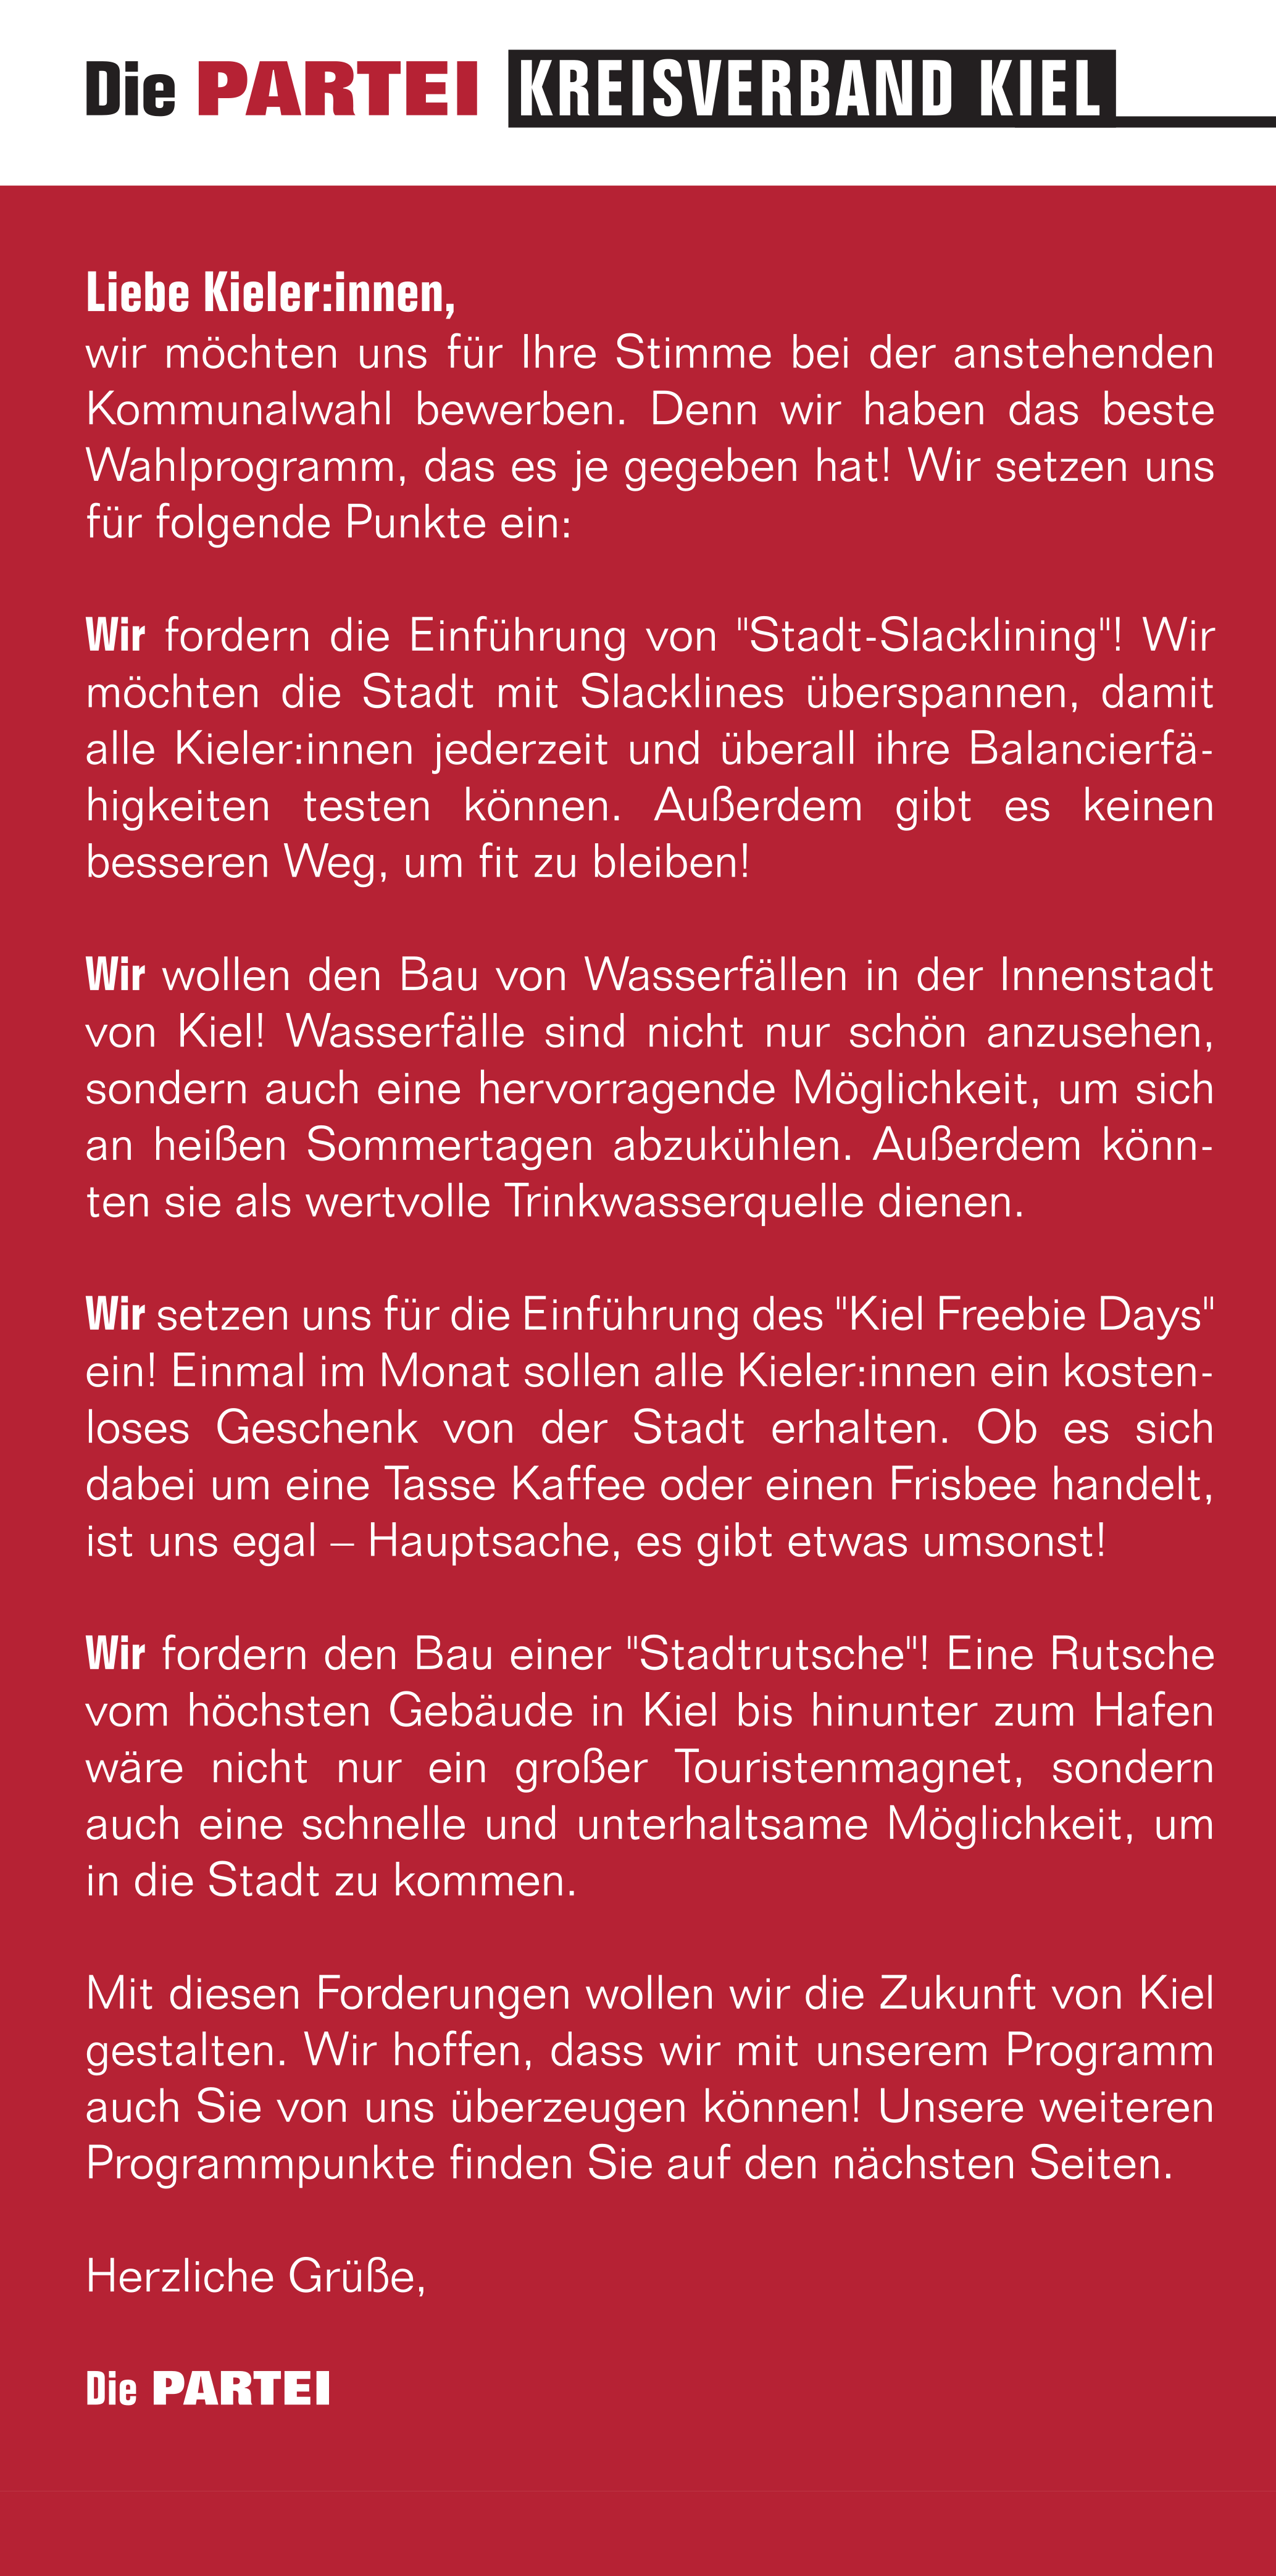 Die PARTEI KREISVERBAND KIEL
Liebe Kieler:innen,
wir möchten uns für Ihre Stimme bei der anstehenden
Kommunalwahl bewerben. Denn wir haben das beste
Wahlprogramm, das es je gegeben hat! Wir setzen uns
für folgende Punkte ein:
Wir fordern die Einführung von "Stadt-Slacklining"! Wir
möchten die Stadt mit Slacklines überspannen, damit
alle Kieler:innen jederzeit und überall ihre Balancierfä-
higkeiten testen können. Außerdem gibt es keinen
besseren Weg, um fit zu bleiben!
Wir wollen den Bau von Wasserfällen in der Innenstadt
von Kiel! Wasserfälle sind nicht nur schön anzusehen,
sondern auch eine hervorragende Möglichkeit, um sich
an heißen Sommertagen abzukühlen. Außerdem könn-
ten sie als wertvolle Trinkwasserquelle dienen.
Wir setzen uns für die Einführung des "Kiel Freebie Days"
ein! Einmal im Monat sollen alle Kieler:innen ein kosten-
loses Geschenk von der Stadt erhalten. Ob es sich
dabei um eine Tasse Kaffee oder einen Frisbee handelt,
ist uns egal – Hauptsache, es gibt etwas umsonst!
Wir fordern den Bau einer "Stadtrutsche"! Eine Rutsche
vom höchsten Gebäude in Kiel bis hinunter zum Hafen
wäre nicht nur ein großer Touristenmagnet, sondern
auch eine schnelle und unterhaltsame Möglichkeit, um
in die Stadt zu kommen.
Mit diesen Forderungen wollen wir die Zukunft von Kiel
gestalten. Wir hoffen, dass wir mit unserem Programm
auch Sie von uns überzeugen können! Unsere weiteren
Programmpunkte finden Sie auf den nächsten Seiten.
Herzliche Grüße,
Die PARTEI